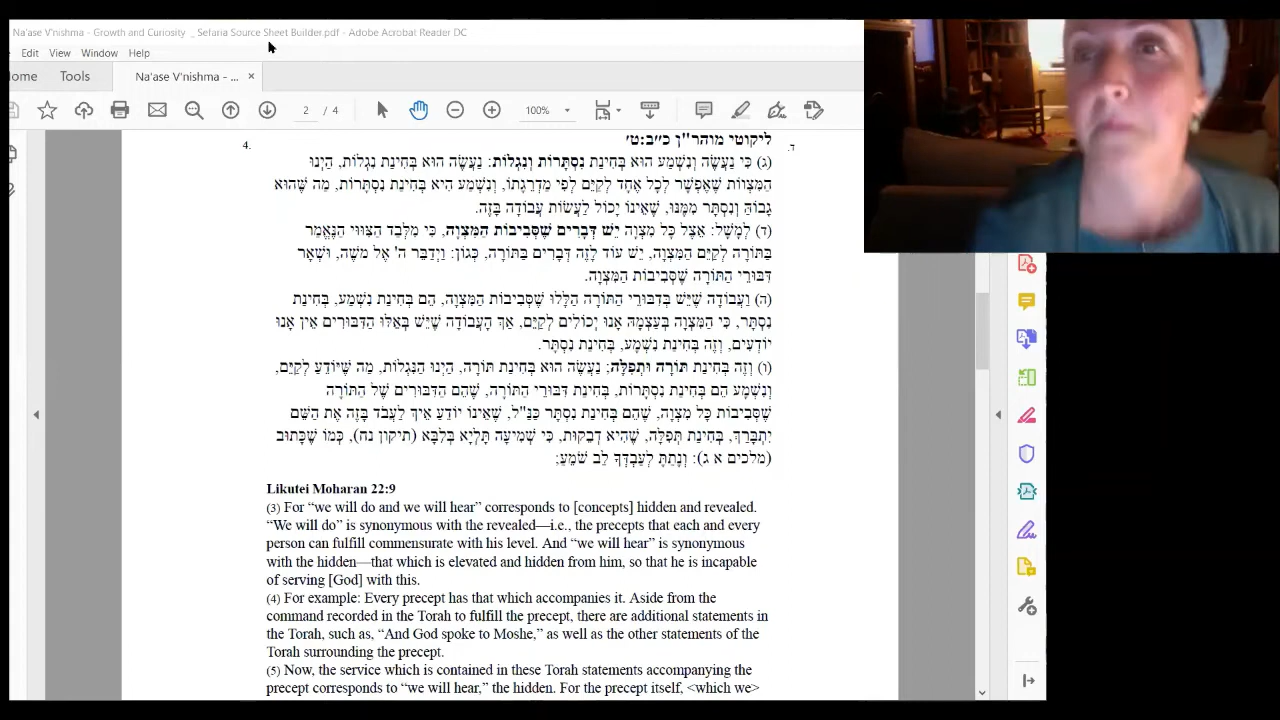 Na'ase V'nishma - Growth and Curiosity _ Sefaria Source Sheet Builder.pdf - Adobe Acrobat Reader DC
Edit View Window Help
ome Tools Na'ase V'nishma - ... ×
2 / 4 100%
ליקוטי מוהר"ן כ״ב:ט׳
4. ד.
(ג) כִּי נַעֲשֶׂה וְנִשְׁמַע הוּא בְּחִינַת נִסְתָּרוֹת וְנִגְלוֹת: נַעֲשֶׂה הוּא בְּחִינַת נִגְלוֹת, הַיְנוּ
הַמִּצְווֹת שֶׁאֶפְשָׁר לְכָל אֶחָד לְקַיֵּם לְפִי מַדְרֵגָתוֹ, וְנִשְׁמַע הִיא בְּחִינַת נִסְתָּרוֹת, מַה שֶּׁהוּא
גָּבוֹהַּ וְנִסְתָּר מִמֶּנּוּ, שֶׁאֵינוֹ יָכוֹל לַעֲשׂוֹת עֲבוֹדָה בָּזֶה.
(ד) לְמָשָׁל: אֵצֶל כָּל מִצְוָה יֵשׁ דְּבָרִים שֶׁסְּבִיבוֹת הַמִּצְוָה, כִּי מִלְּבַד הַצִּוּוּי הַנֶּאֱמָר
בַּתּוֹרָה לְקַיֵּם הַמִּצְוָה, יֵשׁ עוֹד לָזֶה דְּבָרִים בַּתּוֹרָה, כְּגוֹן: וַיְדַבֵּר ה' אֶל מֹשֶׁה, וּשְׁאָר
דִּבּוּרֵי הַתּוֹרָה שֶׁסְּבִיבוֹת הַמִּצְוָה.
(ה) וַעֲבוֹדָה שֶׁיֵּשׁ בְּדִבּוּרֵי הַתּוֹרָה הַלָּלוּ שֶׁסְּבִיבוֹת הַמִּצְוָה, הֵם בְּחִינַת נִשְׁמַע, בְּחִינַת
נִסְתָּר, כִּי הַמִּצְוָה בְּעַצְמָהּ אָנוּ יְכוֹלִים לְקַיֵּם, אַךְ הָעֲבוֹדָה שֶׁיֵּשׁ בְּאֵלּוּ הַדִּבּוּרִים אֵין אָנוּ
יוֹדְעִים, וְזֶה בְּחִינַת נִשְׁמַע, בְּחִינַת נִסְתָּר.
(ו) וְזֶה בְּחִינַת תּוֹרָה וּתְפִלָּה; נַעֲשֶׂה הוּא בְּחִינַת תּוֹרָה, הַיְנוּ הַנִּגְלוֹת, מַה שֶּׁיּוֹדֵעַ לְקַיֵּם,
וְנִשְׁמַע הֵם בְּחִינַת נִסְתָּרוֹת, בְּחִינַת דִּבּוּרֵי הַתּוֹרָה, שֶׁהֵם הַדִּבּוּרִים שֶׁל הַתּוֹרָה
שֶׁסְּבִיבוֹת כָּל מִצְוָה, שֶׁהֵם בְּחִינַת נִסְתָּר כַּנַּ"ל, שֶׁאֵינוֹ יוֹדֵעַ אֵיךְ לַעֲבֹד בָּזֶה אֶת הַשֵּׁם
יִתְבָּרַךְ, בְּחִינַת תְּפִלָּה, שֶׁהִיא דְּבֵקוּת, כִּי שְׁמִיעָה תַּלְיָא בְּלִבָּא (תיקון נח), כְּמוֹ שֶׁכָּתוּב
(מלכים א ג): וְנָתַתָּ לְעַבְדְּךָ לֵב שֹׁמֵעַ;
Likutei Moharan 22:9
(3) For “we will do and we will hear” corresponds to [concepts] hidden and revealed.
“We will do” is synonymous with the revealed—i.e., the precepts that each and every
person can fulfill commensurate with his level. And “we will hear” is synonymous
with the hidden—that which is elevated and hidden from him, so that he is incapable
of serving [God] with this.
(4) For example: Every precept has that which accompanies it. Aside from the
command recorded in the Torah to fulfill the precept, there are additional statements in
the Torah, such as, “And God spoke to Moshe,” as well as the other statements of the
Torah surrounding the precept.
(5) Now, the service which is contained in these Torah statements accompanying the
precept corresponds to “we will hear,” the hidden. For the precept itself, <which we>